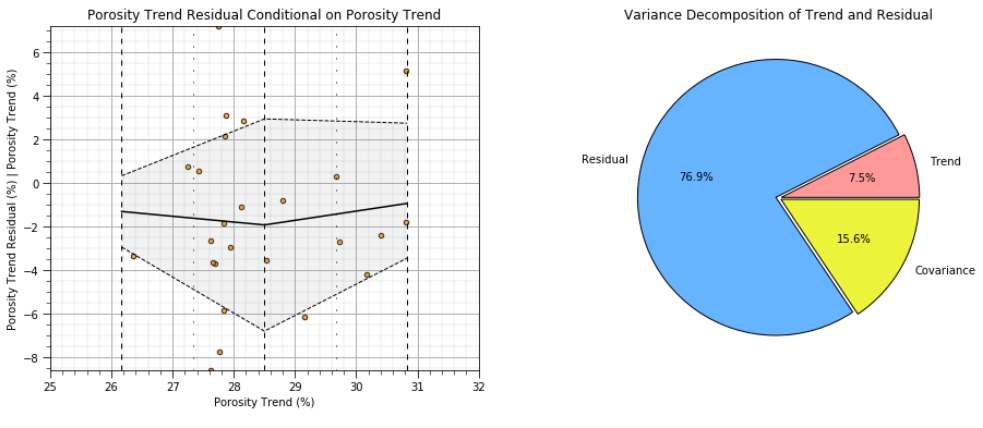 Porosity Trend Residual Conditional on Porosity Trend
Porosity Trend Residual (%) | Porosity Trend (%)
6
4
2
0
−2
−4
−6
−8
25 26 27 28 29 30 31 32
Porosity Trend (%)
Variance Decomposition of Trend and Residual
Residual
76.9%
Trend
7.5%
15.6%
Covariance